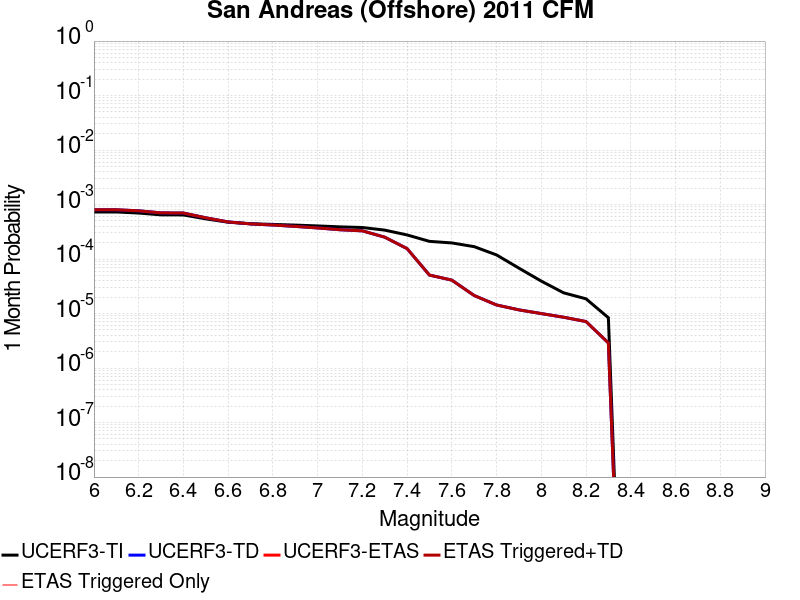 San Andreas (Offshore) 2011 CFM
10^0
10^-1
10^-2
10^-3
10^-4
10^-5
10^-6
10^-7
10^-8
1 Month Probability
6 6.2 6.4 6.6 6.8 7 7.2 7.4 7.6 7.8 8 8.2 8.4 8.6 8.8 9
Magnitude
UCERF3-TI UCERF3-TD UCERF3-ETAS ETAS Triggered+TD
ETAS Triggered Only